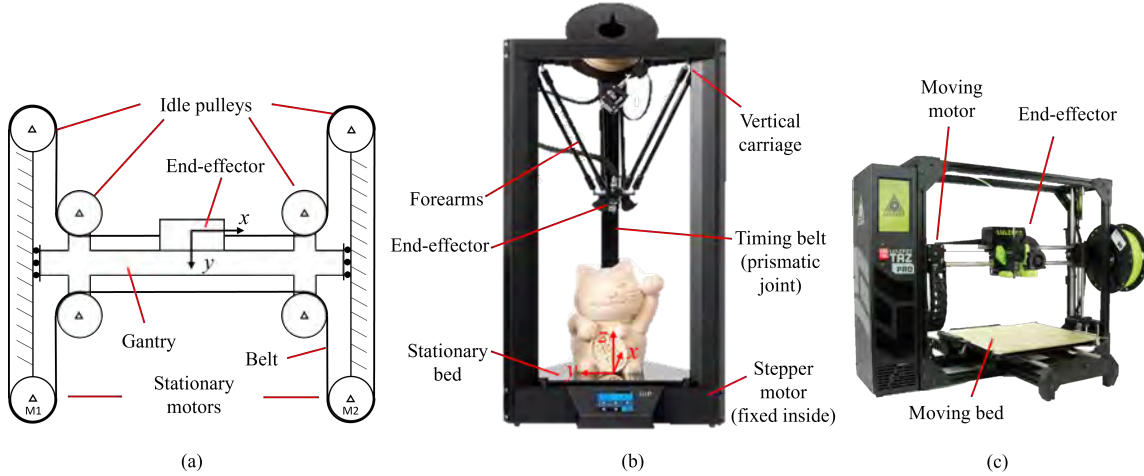 Idle pulleys
End-effector
x
y
Gantry
Belt
Stationary
motors
M1
M2
(a)
Forearms
End-effector
Stationary
bed
Vertical
carriage
Timing belt
(prismatic
joint)
Stepper
motor
(fixed inside)
z
x
y
(b)
Moving
motor
End-effector
TAZ
PRO
Moving bed
(c)